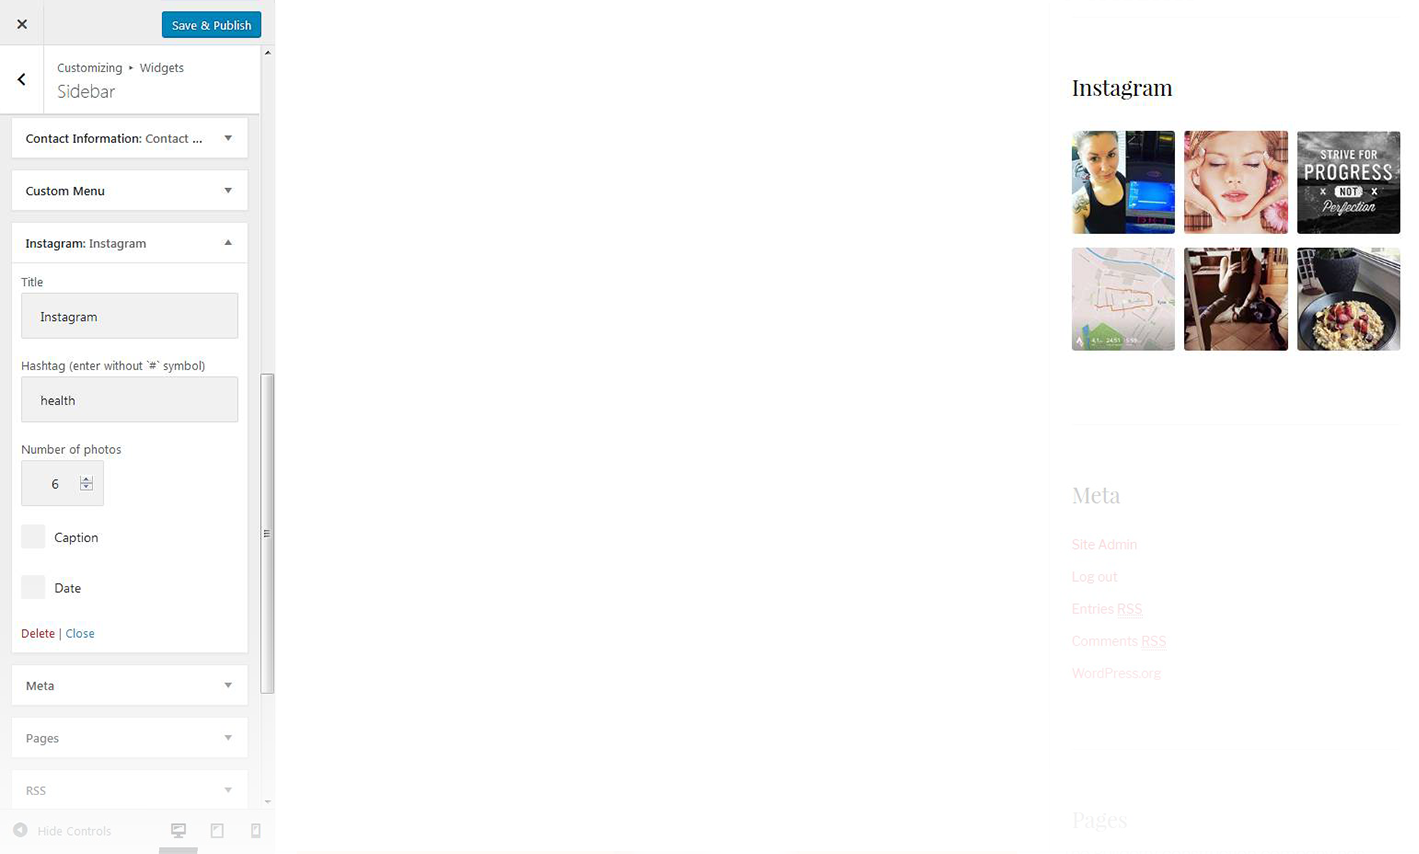 Save & Publish
Customizing ▸ Widgets
Sidebar
Contact Information: Contact ...
Custom Menu
Instagram: Instagram
Title
Instagram
Hashtag (enter without `#` symbol)
health
Number of photos
6
Caption
Date
Delete | Close
Meta
Pages
RSS
Hide Controls
Instagram
STRIVE FOR
PROGRESS
x NOT x
Perfection
Meta
Site Admin
Log out
Entries RSS
Comments RSS
WordPress.org
Pages